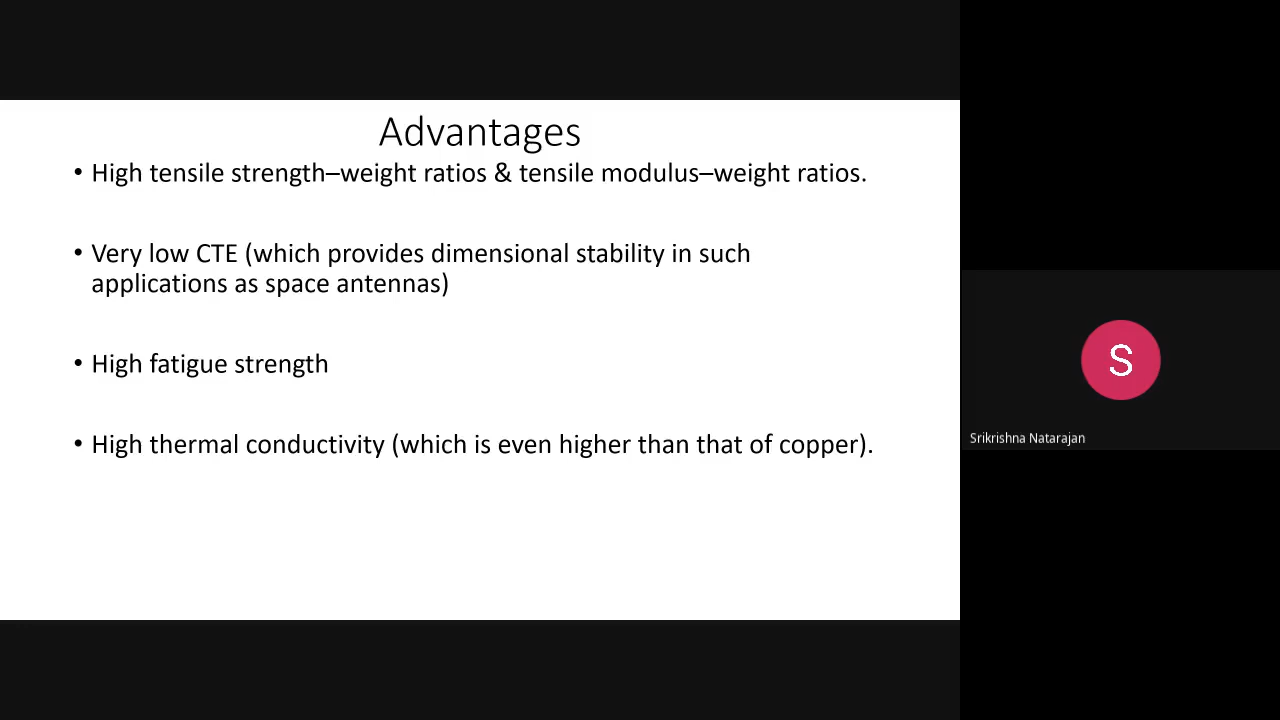 Advantages
• High tensile strength–weight ratios & tensile modulus–weight ratios.
• Very low CTE (which provides dimensional stability in such
applications as space antennas)
• High fatigue strength
• High thermal conductivity (which is even higher than that of copper).
S
Srikrishna Natarajan